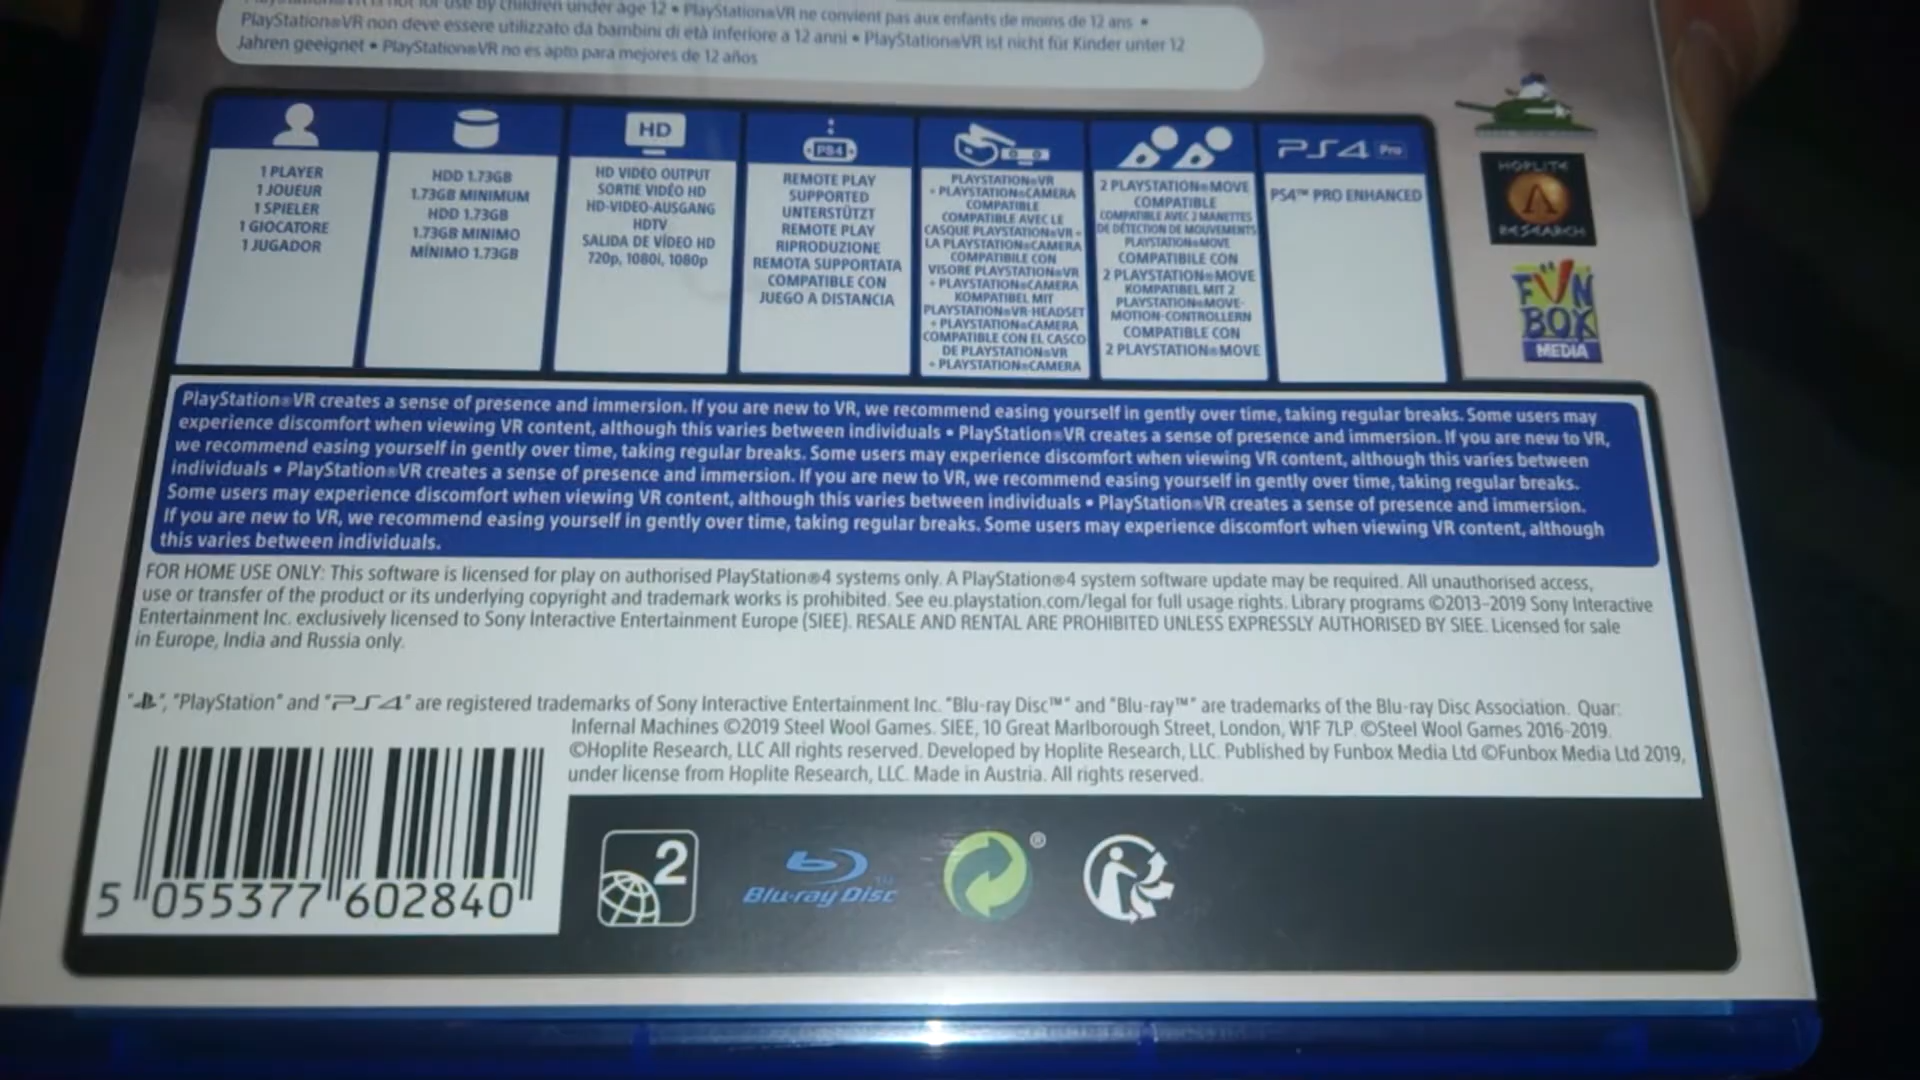 PlayStation®VR is not for use by children under age 12 • PlayStation®VR ne convient pas aux enfants de moins de 12 ans •
PlayStation®VR non deve essere utilizzato da bambini di età inferiore a 12 anni • PlayStation®VR ist nicht für Kinder unter 12
Jahren geeignet • PlayStation®VR no es apto para mejores de 12 años
1 PLAYER
1 JOUEUR
1 SPIELER
1 GIOCATORE
1 JUGADOR
HDD 1.73GB
1.73GB MINIMUM
HDD 1.73GB
1.73GB MINIMO
MÍNIMO 1.73GB
HD
HD VIDEO OUTPUT
SORTIE VIDÉO HD
HD-VIDEO-AUSGANG
HDTV
SALIDA DE VÍDEO HD
720p, 1080i, 1080p
PS4
REMOTE PLAY
SUPPORTED
UNTERSTÜTZT
REMOTE PLAY
RIPRODUZIONE
REMOTA SUPPORTATA
COMPATIBLE CON
JUEGO A DISTANCIA
PLAYSTATION®VR
+ PLAYSTATION®CAMERA
COMPATIBLE
COMPATIBLE AVEC LE
CASQUE PLAYSTATION®VR +
LA PLAYSTATION®CAMERA
COMPATIBILE CON
VISORE PLAYSTATION®VR
+ PLAYSTATION®CAMERA
KOMPATIBEL MIT
PLAYSTATION®VR-HEADSET
+ PLAYSTATION®CAMERA
COMPATIBLE CON EL CASCO
DE PLAYSTATION®VR
+ PLAYSTATION®CAMERA
2 PLAYSTATION®MOVE
COMPATIBLE
COMPATIBLE AVEC 2 MANETTES
DE DÉTECTION DE MOUVEMENTS
PLAYSTATION®MOVE
COMPATIBILE CON
2 PLAYSTATION®MOVE
KOMPATIBEL MIT 2
PLAYSTATION®MOVE-
MOTION-CONTROLLERN
COMPATIBLE CON
2 PLAYSTATION®MOVE
PS4 Pro
PS4™ PRO ENHANCED
HOPLITE
RESEARCH
FUN
BOX
MEDIA
PlayStation®VR creates a sense of presence and immersion. If you are new to VR, we recommend easing yourself in gently over time, taking regular breaks. Some users may
experience discomfort when viewing VR content, although this varies between individuals • PlayStation®VR creates a sense of presence and immersion. If you are new to VR,
we recommend easing yourself in gently over time, taking regular breaks. Some users may experience discomfort when viewing VR content, although this varies between
individuals • PlayStation®VR creates a sense of presence and immersion. If you are new to VR, we recommend easing yourself in gently over time, taking regular breaks.
Some users may experience discomfort when viewing VR content, although this varies between individuals • PlayStation®VR creates a sense of presence and immersion.
If you are new to VR, we recommend easing yourself in gently over time, taking regular breaks. Some users may experience discomfort when viewing VR content, although
this varies between individuals.
FOR HOME USE ONLY: This software is licensed for play on authorised PlayStation®4 systems only. A PlayStation®4 system software update may be required. All unauthorised access,
use or transfer of the product or its underlying copyright and trademark works is prohibited. See eu.playstation.com/legal for full usage rights. Library programs ©2013-2019 Sony Interactive
Entertainment Inc. exclusively licensed to Sony Interactive Entertainment Europe (SIEE). RESALE AND RENTAL ARE PROHIBITED UNLESS EXPRESSLY AUTHORISED BY SIEE. Licensed for sale
in Europe, India and Russia only.
" ", "PlayStation" and "PS4" are registered trademarks of Sony Interactive Entertainment Inc. "Blu-ray Disc™" and "Blu-ray™" are trademarks of the Blu-ray Disc Association. Quar:
Infernal Machines ©2019 Steel Wool Games. SIEE, 10 Great Marlborough Street, London, W1F 7LP. ©Steel Wool Games 2016-2019.
©Hoplite Research, LLC All rights reserved. Developed by Hoplite Research, LLC. Published by Funbox Media Ltd ©Funbox Media Ltd 2019,
under license from Hoplite Research, LLC. Made in Austria. All rights reserved.
5 055377 602840
2
Blu-ray Disc™
®